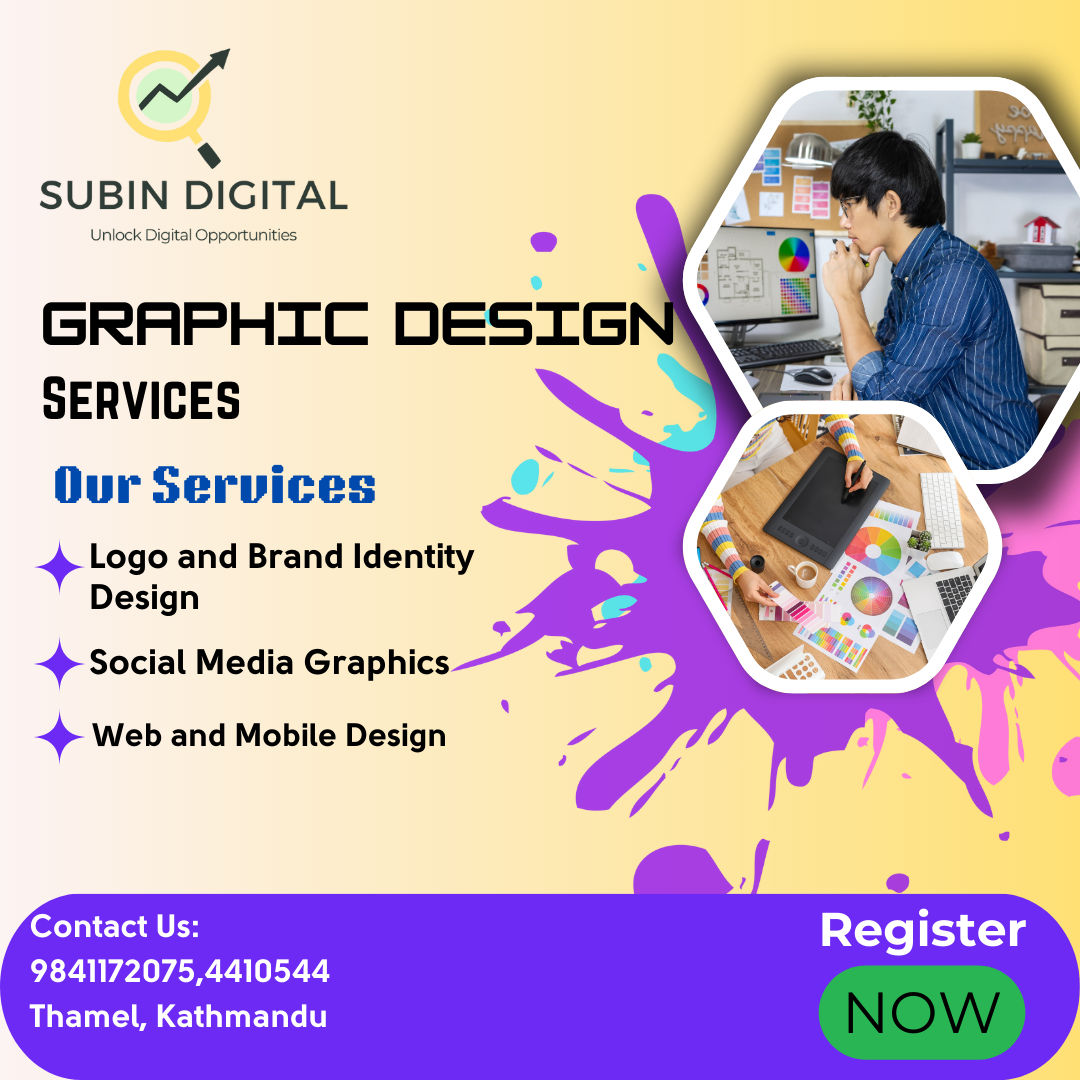 SUBIN DIGITAL
Unlock Digital Opportunities
GRAPHIC DESIGN
SERVICES
Our Services
Logo and Brand Identity
Design
Social Media Graphics
Web and Mobile Design
Contact Us:
9841172075,4410544
Thamel, Kathmandu
Register
NOW